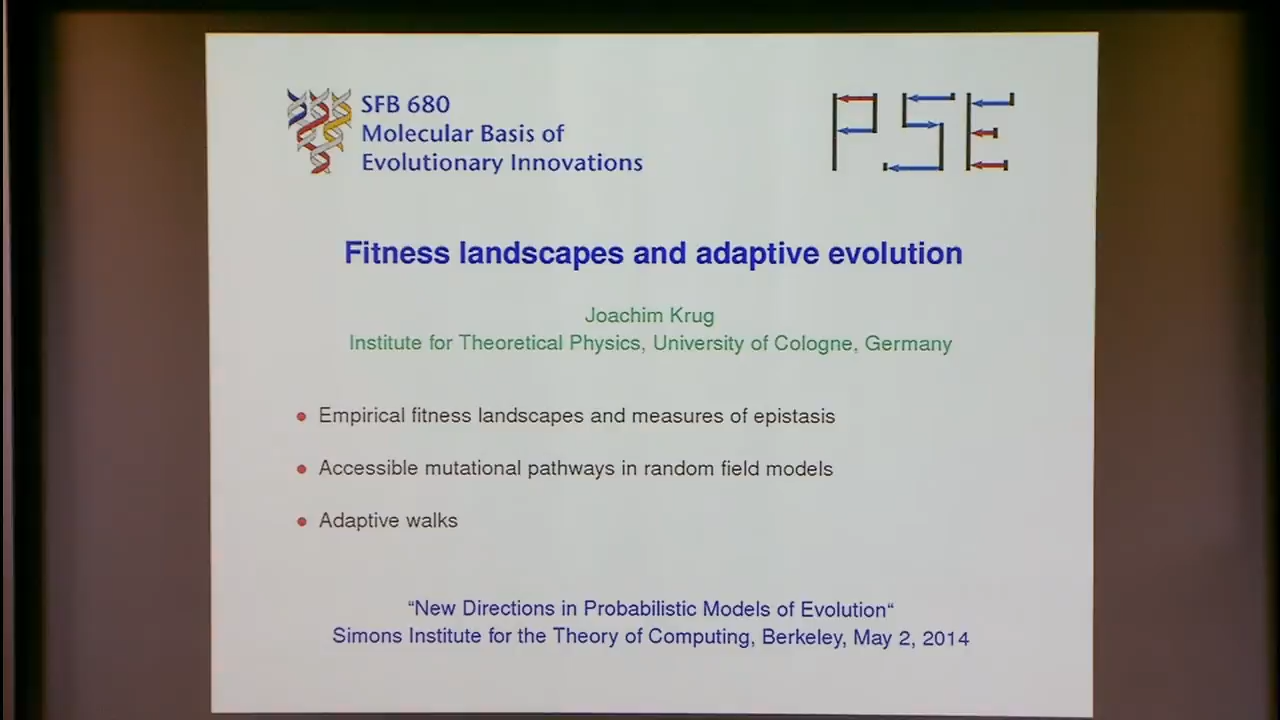 SFB 680
Molecular Basis of
Evolutionary Innovations
PSE
Fitness landscapes and adaptive evolution
Joachim Krug
Institute for Theoretical Physics, University of Cologne, Germany
• Empirical fitness landscapes and measures of epistasis
• Accessible mutational pathways in random field models
• Adaptive walks
“New Directions in Probabilistic Models of Evolution“
Simons Institute for the Theory of Computing, Berkeley, May 2, 2014